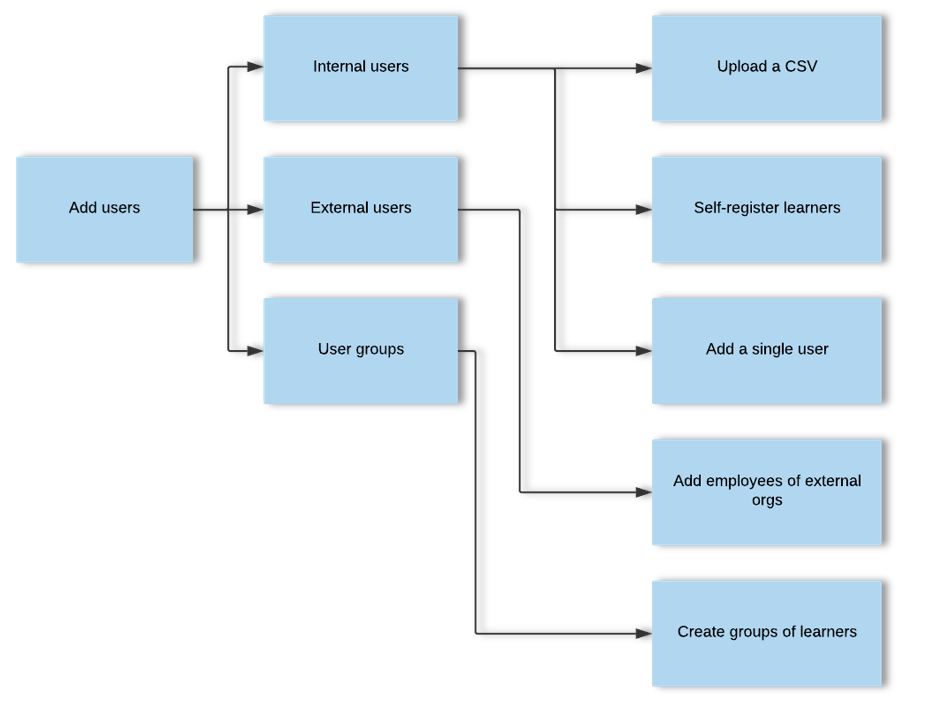 Add users
Internal users
External users
User groups
Upload a CSV
Self-register learners
Add a single user
Add employees of external
orgs
Create groups of learners